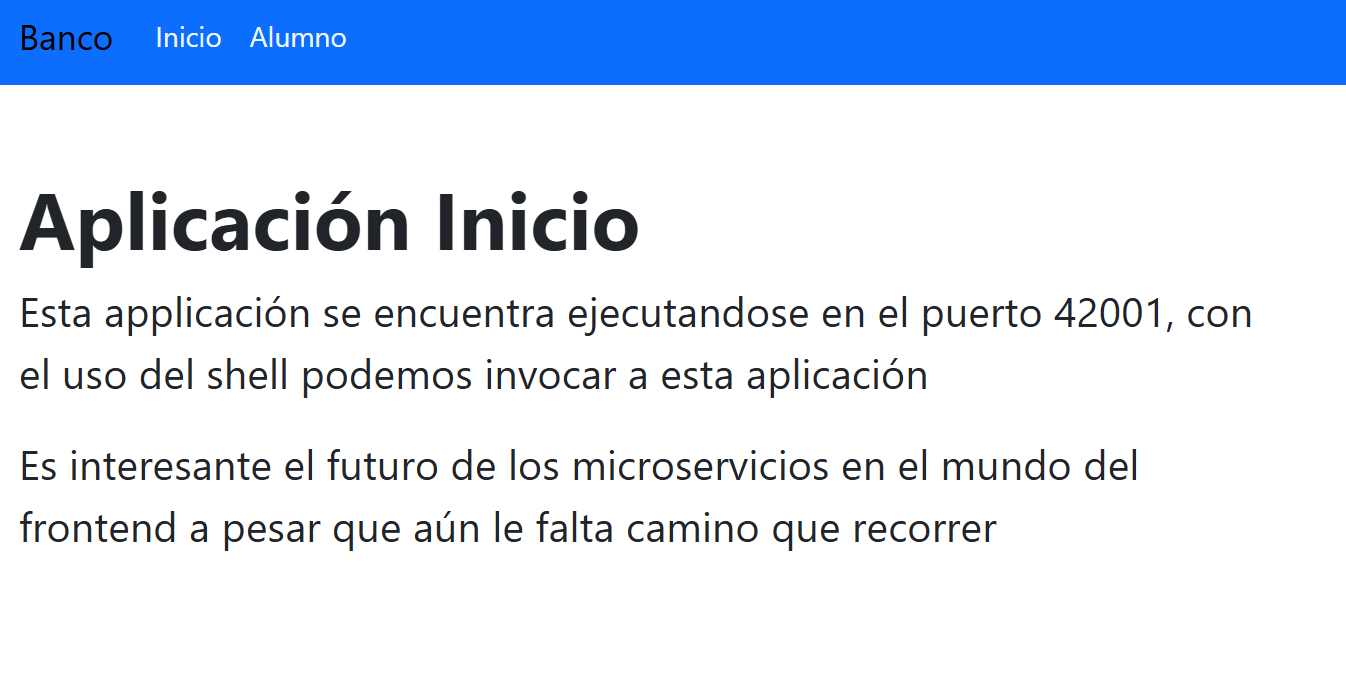 Banco Inicio Alumno
Aplicación Inicio
Esta applicación se encuentra ejecutandose en el puerto 42001, con
el uso del shell podemos invocar a esta aplicación
Es interesante el futuro de los microservicios en el mundo del
frontend a pesar que aún le falta camino que recorrer